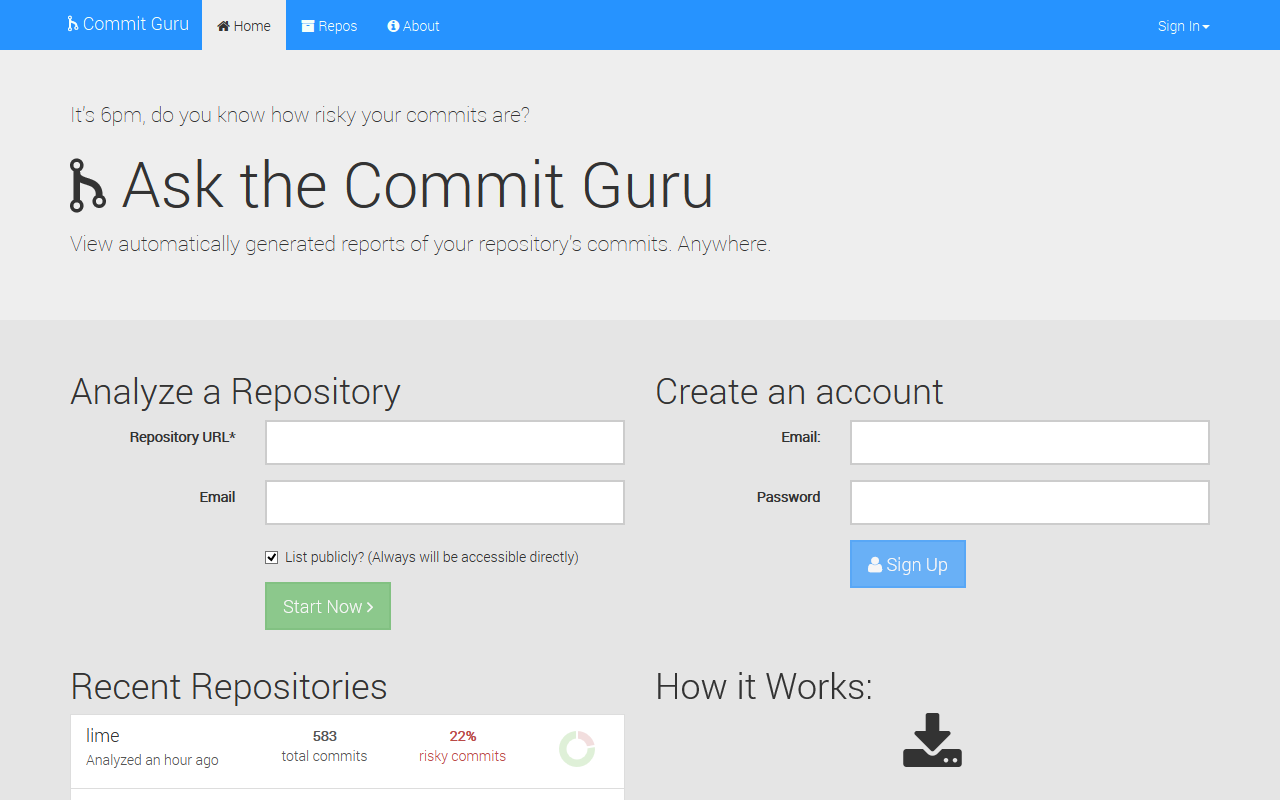 Commit Guru
Home
Repos
About
Sign In
It's 6pm, do you know how risky your commits are?
Ask the Commit Guru
View automatically generated reports of your repository's commits. Anywhere.
Analyze a Repository
Repository URL*
Email
List publicly? (Always will be accessible directly)
Start Now
Create an account
Email:
Password
Sign Up
Recent Repositories
lime
Analyzed an hour ago
583
total commits
22%
risky commits
How it Works: